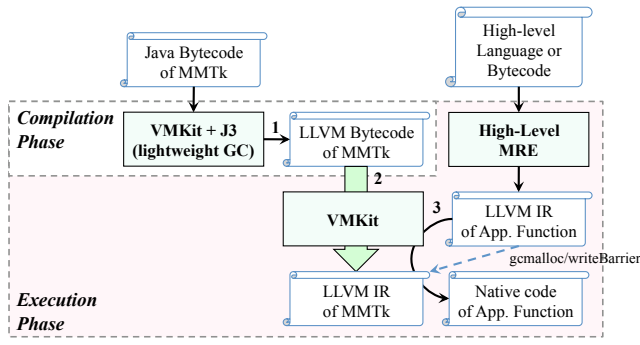 Java Bytecode
of MMTk
High-level
Language or
Bytecode
Compilation
Phase
VMKit + J3
(lightweight GC)
1
LLVM Bytecode
of MMTk
High-Level
MRE
2
VMKit
3
LLVM IR
of App. Function
gcmalloc/writeBarrier
LLVM IR
of MMTk
Native code
of App. Function
Execution
Phase